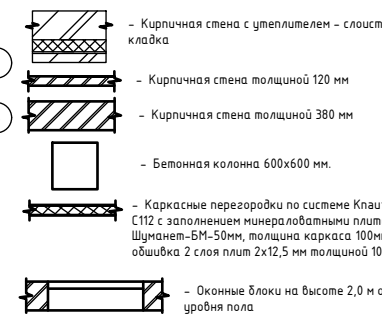 - Кирпичная стена с утеплителем - слоист
кладка
- Кирпичная стена толщиной 120 мм
- Кирпичная стена толщиной 380 мм
- Бетонная колонна 600х600 мм.
- Каркасные перегородки по системе Кнау
С112 с заполнением минераловатными плит
Шуманет-БМ-50мм, толщина каркаса 100м
обшивка 2 слоя плит 2х12,5 мм толщиной 10
- Оконные блоки на высоте 2,0 м о
уровня пола